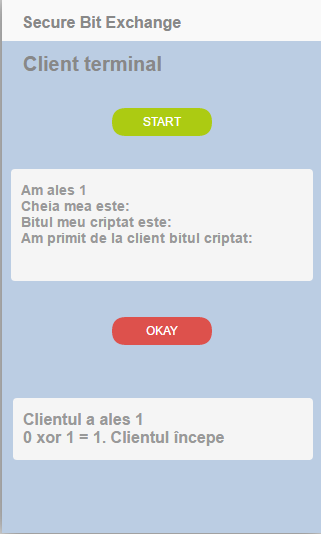 Secure Bit Exchange
Client terminal
START
Am ales 1
Cheia mea este:
Bitul meu criptat este:
Am primit de la client bitul criptat:
OKAY
Clientul a ales 1
0 xor 1 = 1. Clientul începe